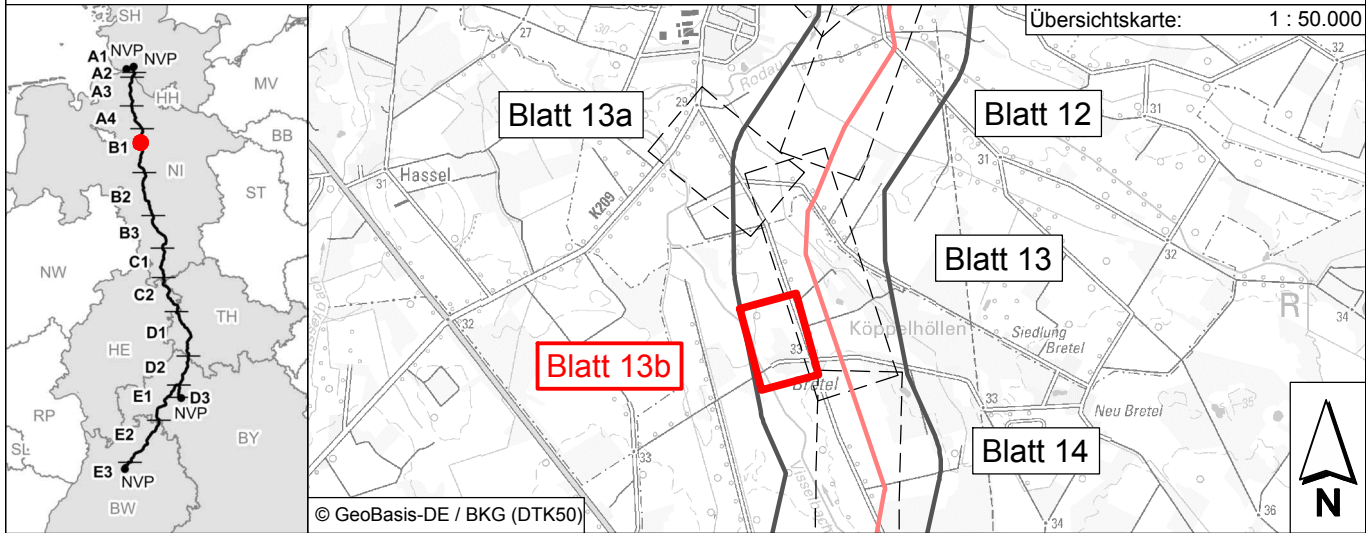 SH
NVP
NVP
A1
A2
A3
HH
MV
A4
BB
B1
NI
ST
B2
B3
NW
C1
C2
TH
D1
HE
D2
E1
D3
NVP
RP
E2
BY
SL
E3
NVP
BW
Übersichtskarte: 1 : 50.000
27
32
Rodau
29
Blatt 13a
Blatt 12
31
31
31
Hassel
K209
32
Blatt 13
R
Köppelhöllen
Siedlung
Bretel
34
32
33
Blatt 13b
Bretel
33
Neu Bretel
33
Blatt 14
34
36
N
© GeoBasis-DE / BKG (DTK50)